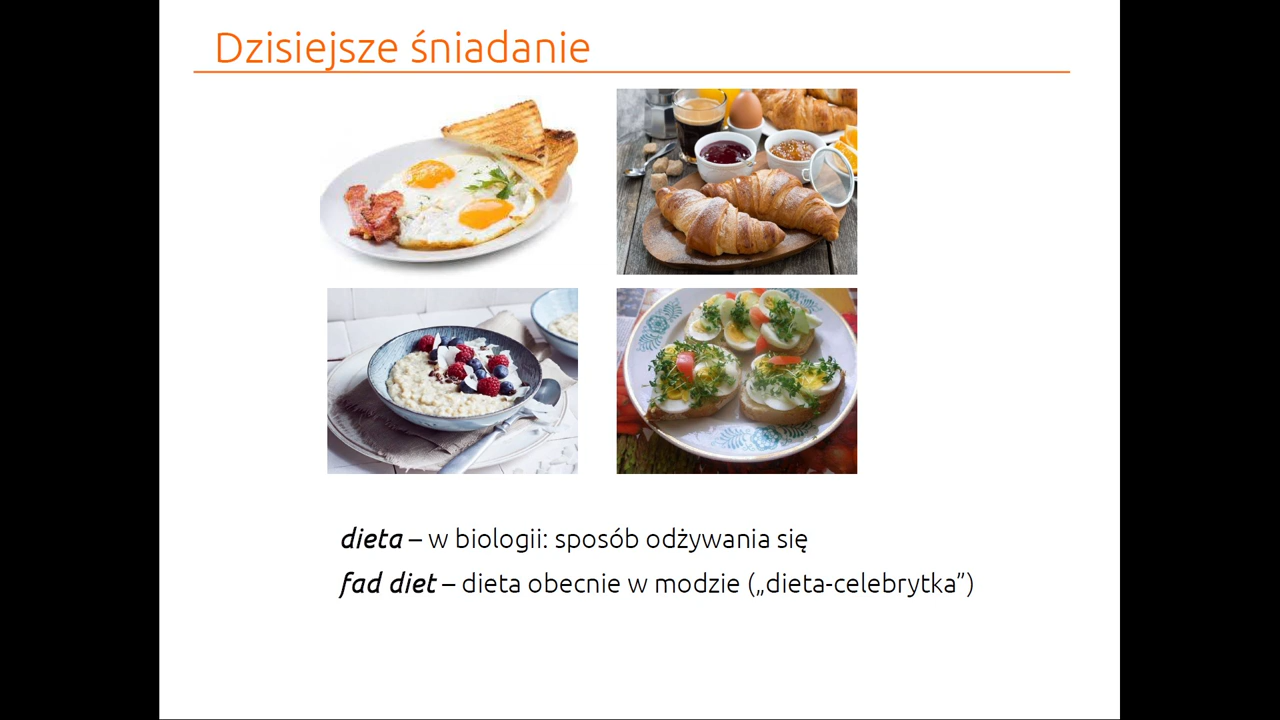 Dzisiejsze śniadanie
dieta – w biologii: sposób odżywania się
fad diet – dieta obecnie w modzie („dieta-celebrytka”)